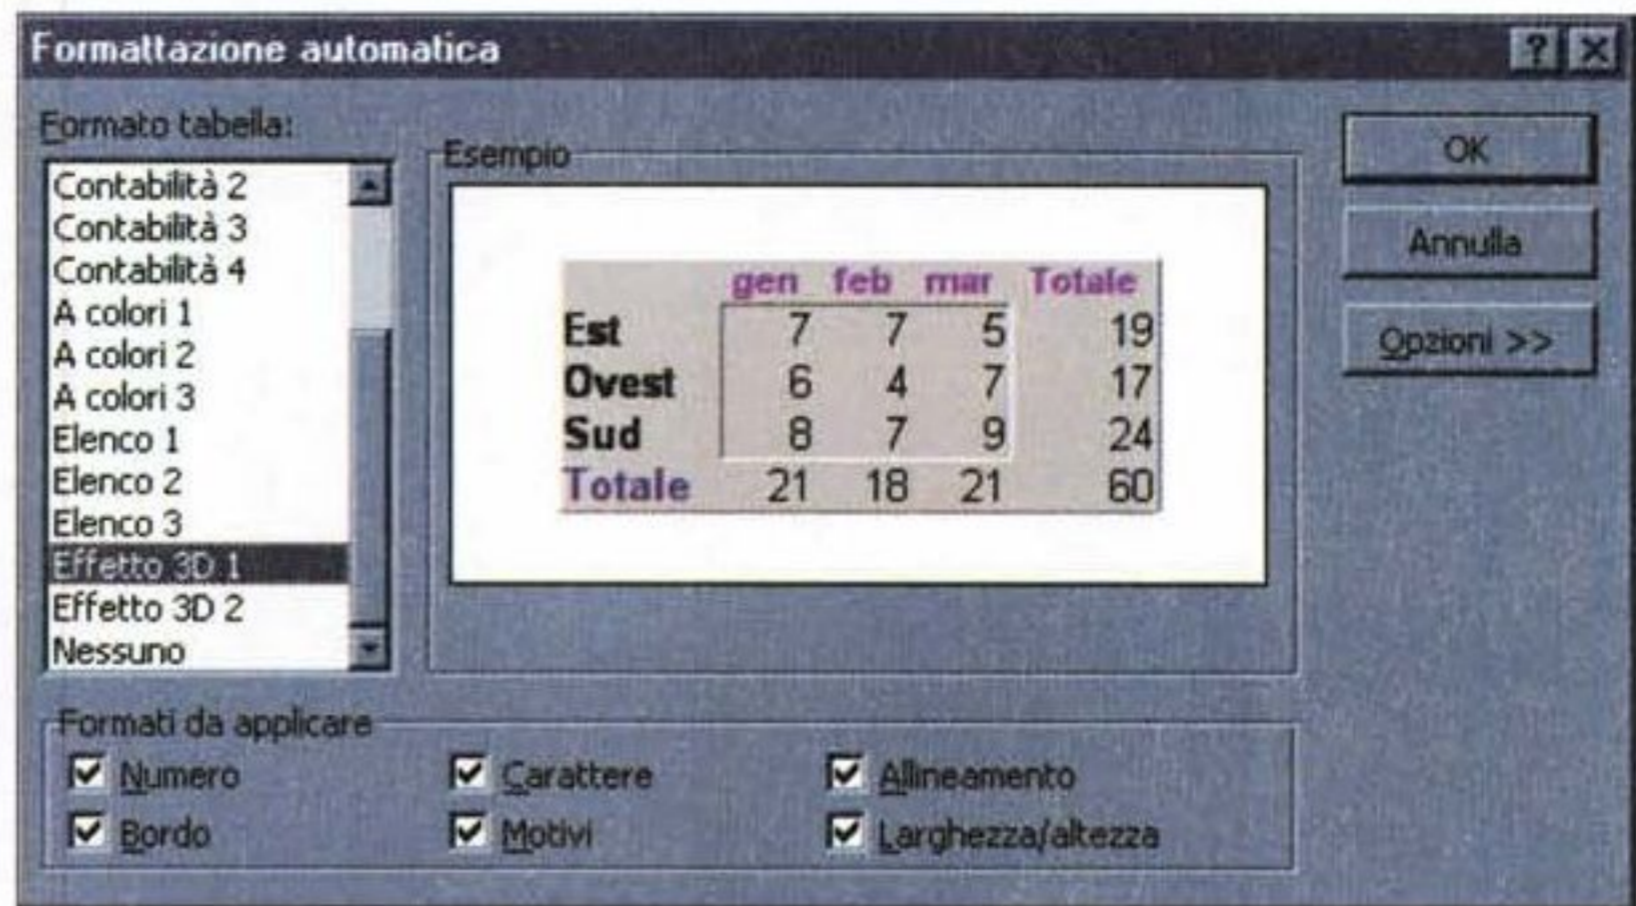 Formattazione automatica
Formato tabella:
Contabilità 2
Contabilità 3
Contabilità 4
A colori 1
A colori 2
A colori 3
Elenco 1
Elenco 2
Elenco 3
Effetto 3D 1
Effetto 3D 2
Nessuno
Esempio
gen feb mar Totale
Est 7 7 5 19
Ovest 6 4 7 17
Sud 8 7 9 24
Totale 21 18 21 60
OK
Annulla
Opzioni >>
Formati da applicare
Numero Carattere Allineamento
Bordo Motivi Larghezza/altezza